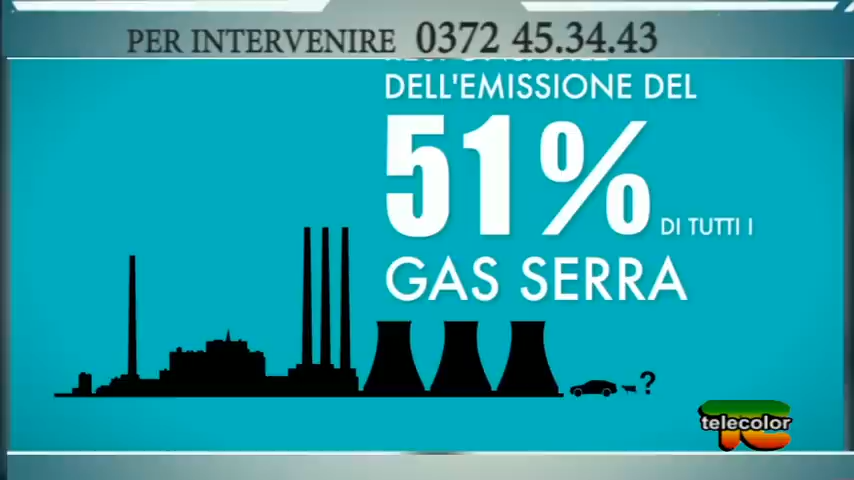 PER INTERVENIRE 0372 45.34.43
DELL'EMISSIONE DEL
51% DI TUTTI I
GAS SERRA
?
telecolor